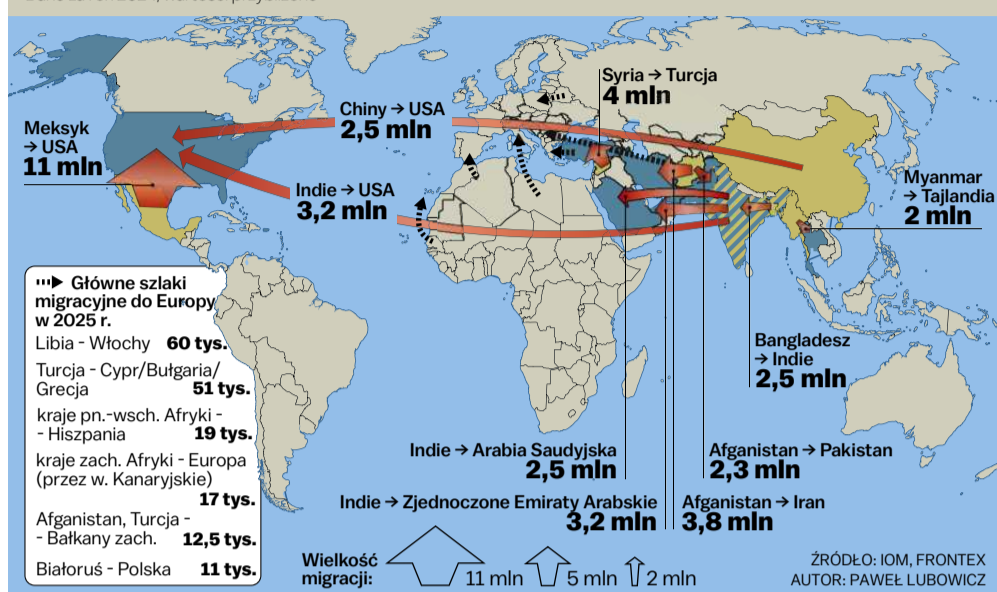 Syria → Turcja
4 mln
Chiny → USA
2,5 mln
Meksyk
→ USA
11 mln
Indie → USA
3,2 mln
Myanmar
→ Tajlandia
2 mln
Główne szlaki
migracyjne do Europy
w 2025 r.
Libia - Włochy 60 tys.
Turcja - Cypr/Bułgaria/
Grecja 51 tys.
kraje pn.-wsch. Afryki -
- Hiszpania 19 tys.
kraje zach. Afryki - Europa
(przez w. Kanaryjskie)
17 tys.
Afganistan, Turcja -
- Bałkany zach. 12,5 tys.
Białoruś - Polska 11 tys.
Bangladesz
→ Indie
2,5 mln
Indie → Arabia Saudyjska
2,5 mln
Afganistan → Pakistan
2,3 mln
Indie → Zjednoczone Emiraty Arabskie
3,2 mln
Afganistan → Iran
3,8 mln
Wielkość
migracji: 11 mln 5 mln 2 mln
ŹRÓDŁO: IOM, FRONTEX
AUTOR: PAWEŁ LUBOWICZ